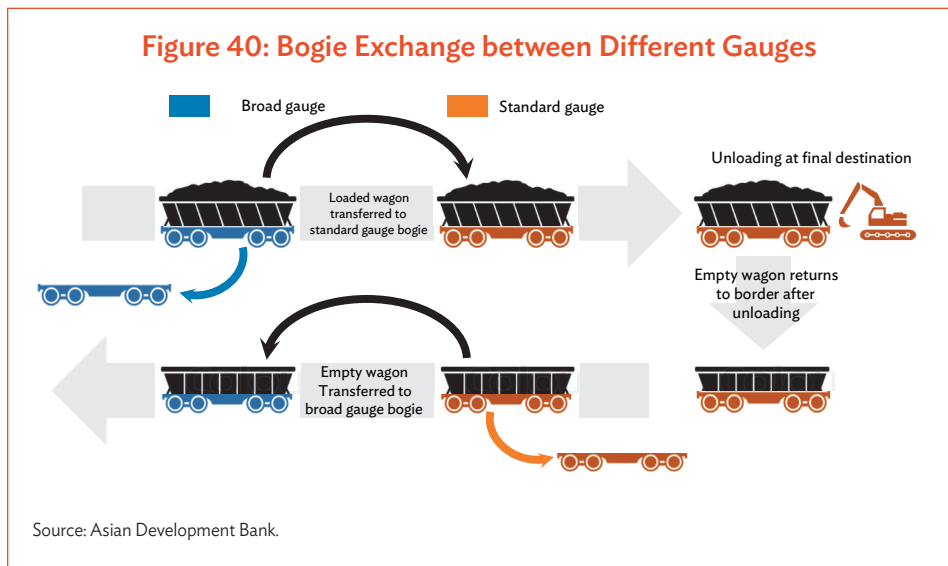 Figure 40: Bogie Exchange between Different Gauges
Broad gauge
Standard gauge
Unloading at final destination
Loaded wagon
transferred to
standard gauge bogie
Empty wagon returns
to border after
unloading
Empty wagon
Transferred to
broad gauge bogie
Source: Asian Development Bank.